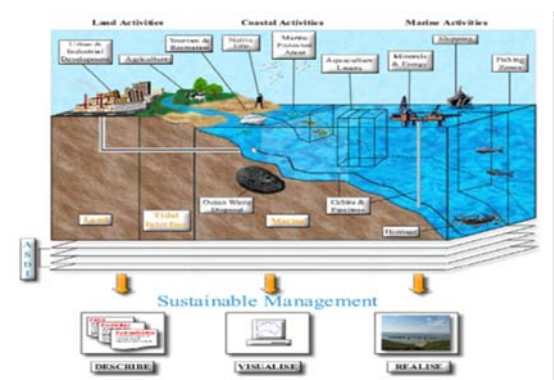 Land Activities
Coastal Activities
Marine Activities
Urban &
Industrial
Development
Agriculture
Tourism &
Recreation
Native
Title
Marine
Protected
Areas
Aquaculture
Leases
Minerals
& Energy
Shipping
Fishing
Zones
Ocean Waste
Disposal
Cables &
Pipelines
Heritage
Land
Tidal
Interface
Marine
ASDI
Sustainable Management
DESCRIBE
VISUALISE
REALISE